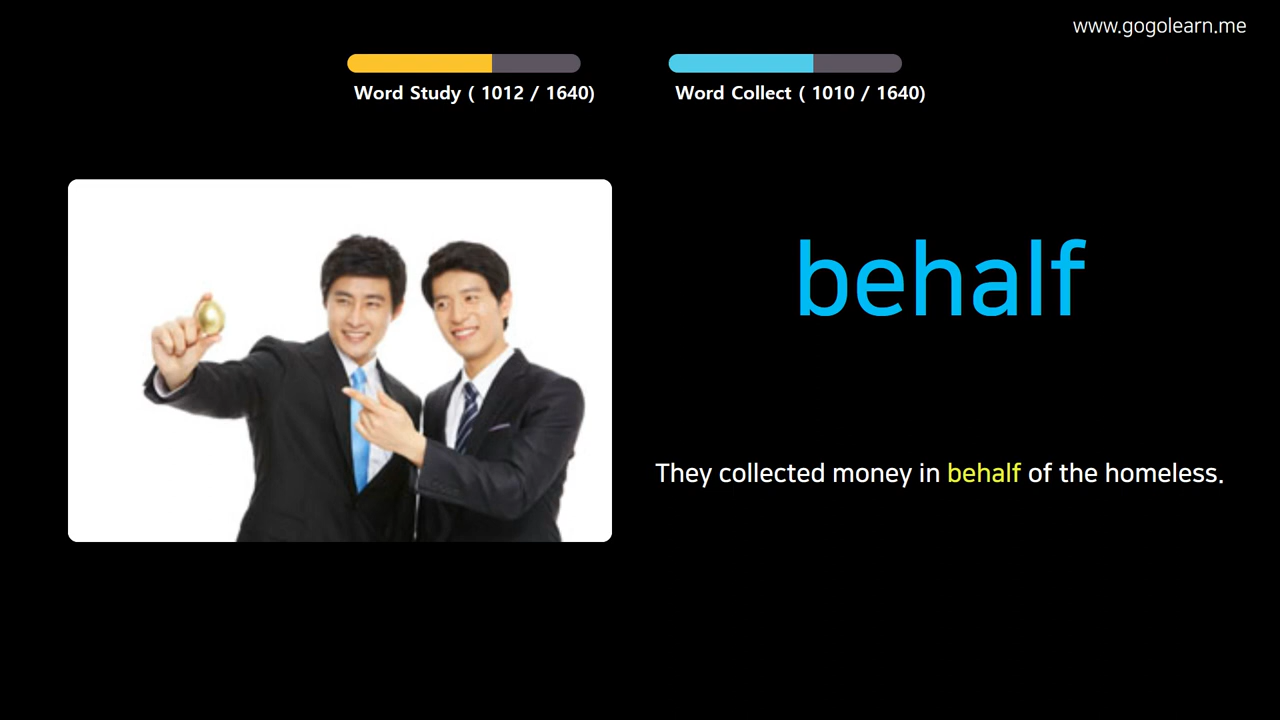 www.gogolearn.me
Word Study ( 1012 / 1640)
Word Collect ( 1010 / 1640)
behalf
They collected money in behalf of the homeless.